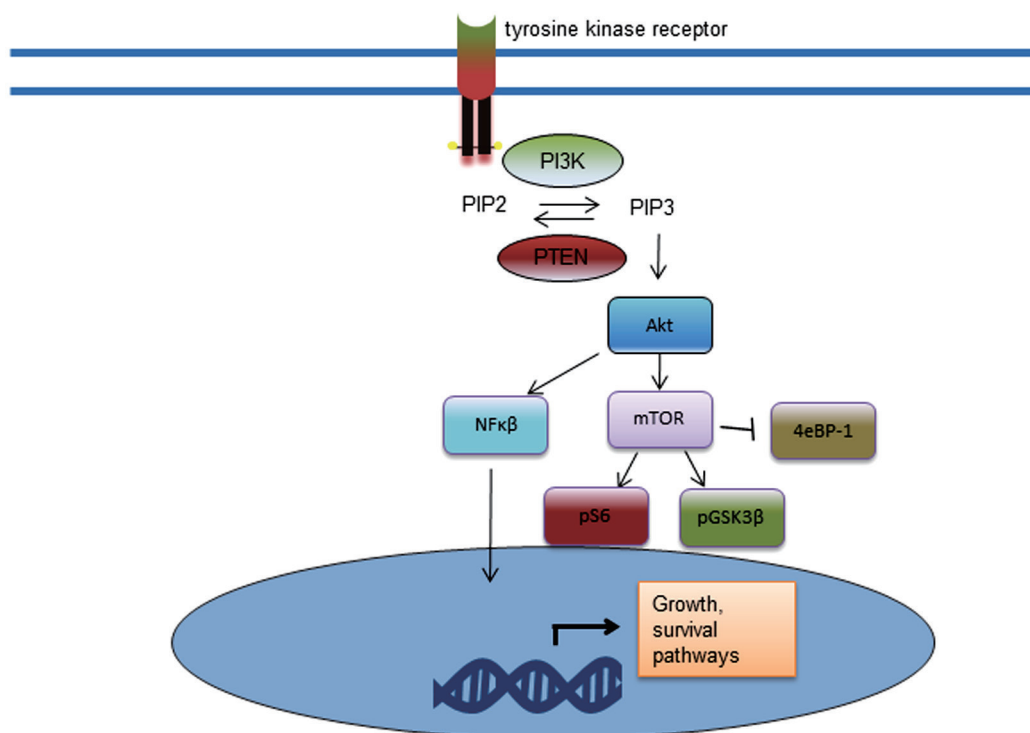 tyrosine kinase receptor
PI3K
PIP2
PIP3
PTEN
Akt
NFκβ
mTOR
4eBP-1
pS6
pGSK3β
Growth,
survival
pathways